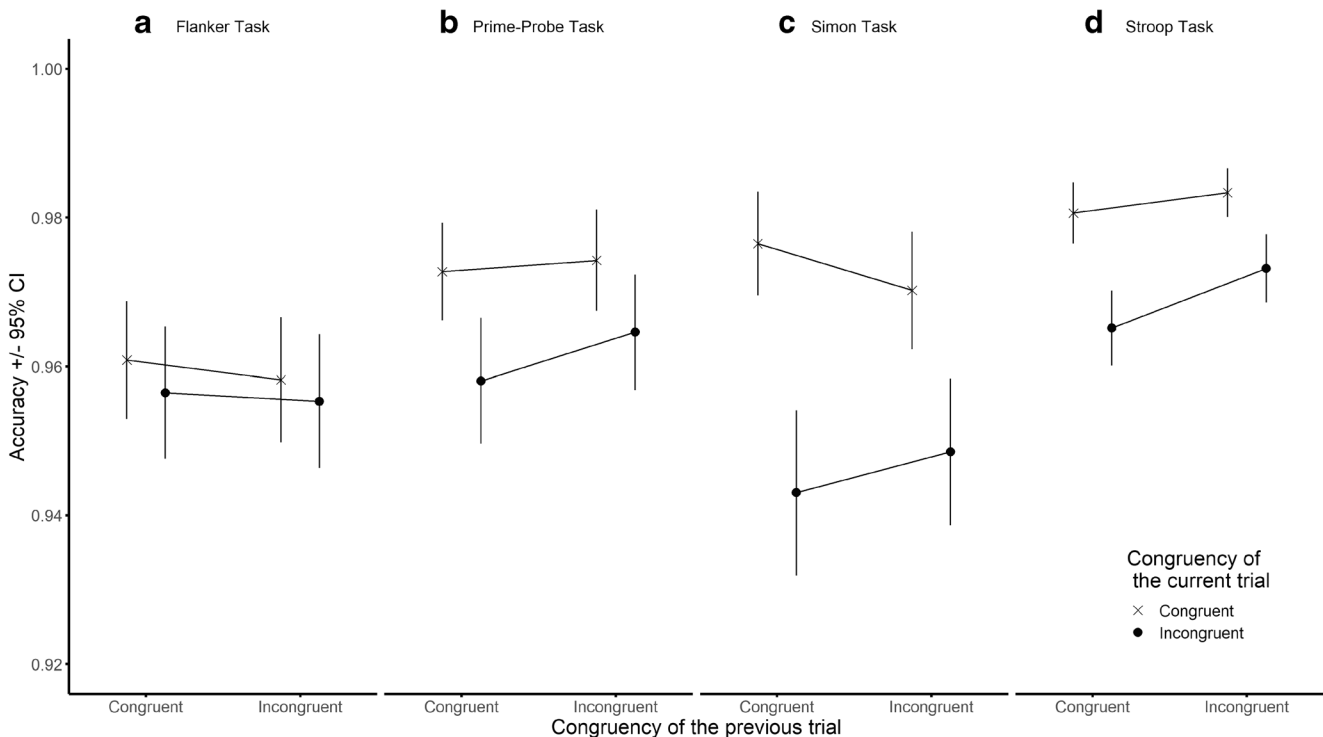 a Flanker Task
b Prime-Probe Task
c Simon Task
d Stroop Task
Accuracy +/- 95% CI
1.00
0.98
0.96
0.94
0.92
Congruency of
the current trial
Congruent
Incongruent
Congruent Incongruent
Congruent Incongruent
Congruent Incongruent
Congruent Incongruent
Congruency of the previous trial